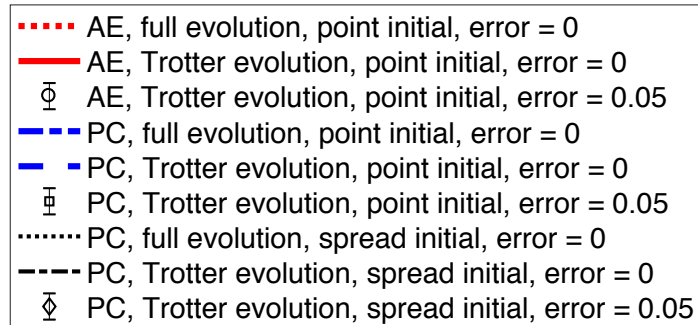 AE, full evolution, point initial, error = 0
AE, Trotter evolution, point initial, error = 0
AE, Trotter evolution, point initial, error = 0.05
PC, full evolution, point initial, error = 0
PC, Trotter evolution, point initial, error = 0
PC, Trotter evolution, point initial, error = 0.05
PC, full evolution, spread initial, error = 0
PC, Trotter evolution, spread initial, error = 0
PC, Trotter evolution, spread initial, error = 0.05